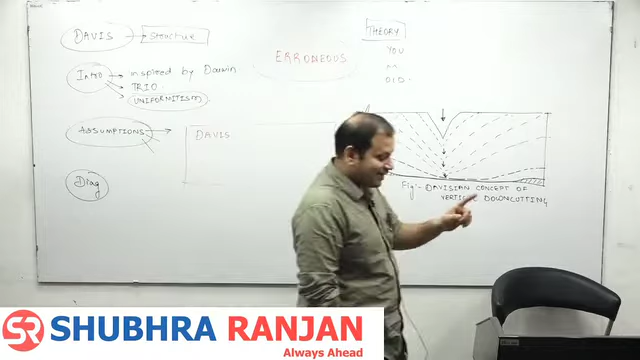 DAVIS
Structure
Intro
inspired by Darwin
TRIO
UNIFORMITISM
ASSUMPTIONS
DAVIS
Diag
ERRONEOUS
THEORY
YOU
OLD
Fig:- DAVISIAN CONCEPT OF
VERTICAL DOWNCUTTING
SR SHUBHRA RANJAN
Always Ahead